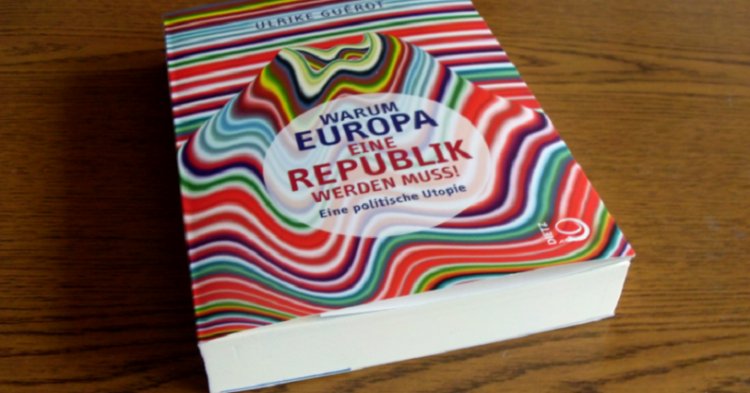 ULRIKE GUÉROT
WARUM
EUROPA
EINE
REPUBLIK
WERDEN MUSS!
Eine politische Utopie
DIETZ